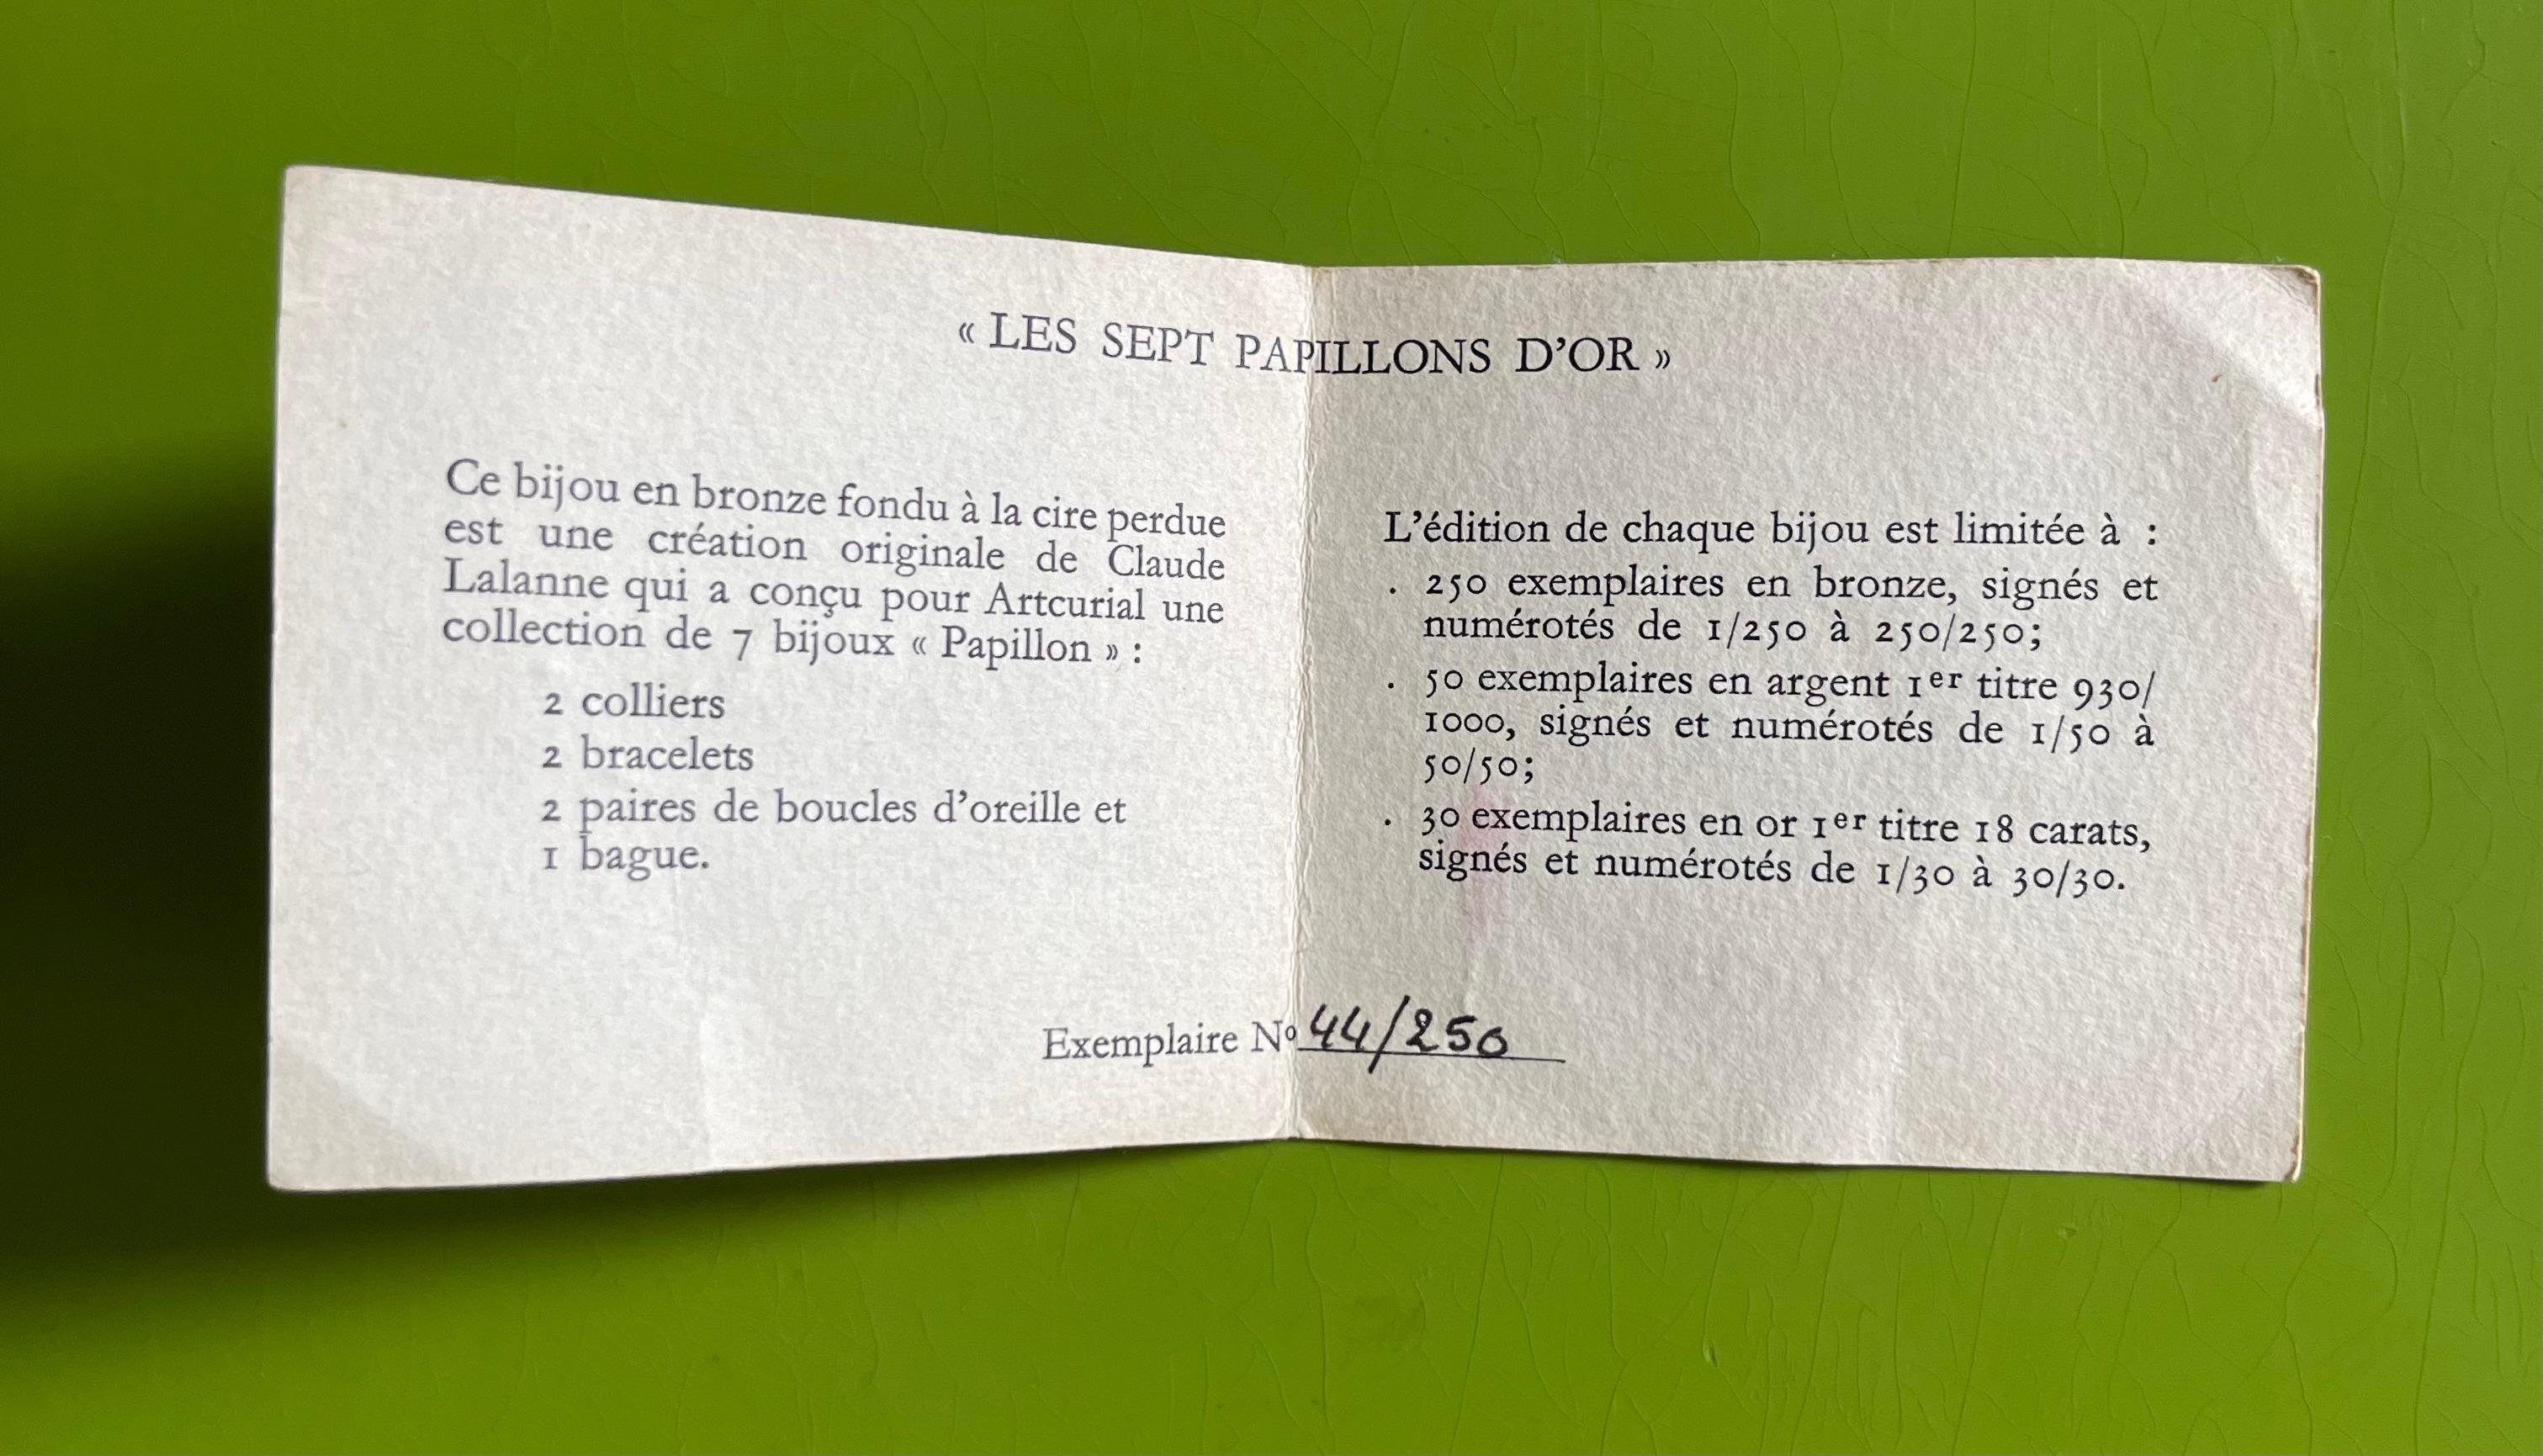 « LES SEPT PAPILLONS D’OR »
Ce bijou en bronze fondu à la cire perdue
est une création originale de Claude
Lalanne qui a conçu pour Artcurial une
collection de 7 bijoux « Papillon » :
2 colliers
2 bracelets
2 paires de boucles d’oreille et
1 bague.
L’édition de chaque bijou est limitée à :
. 250 exemplaires en bronze, signés et
numérotés de 1/250 à 250/250;
. 50 exemplaires en argent 1er titre 930/
1000, signés et numérotés de 1/50 à
50/50;
. 30 exemplaires en or 1er titre 18 carats,
signés et numérotés de 1/30 à 30/30.
Exemplaire Nº 44/250